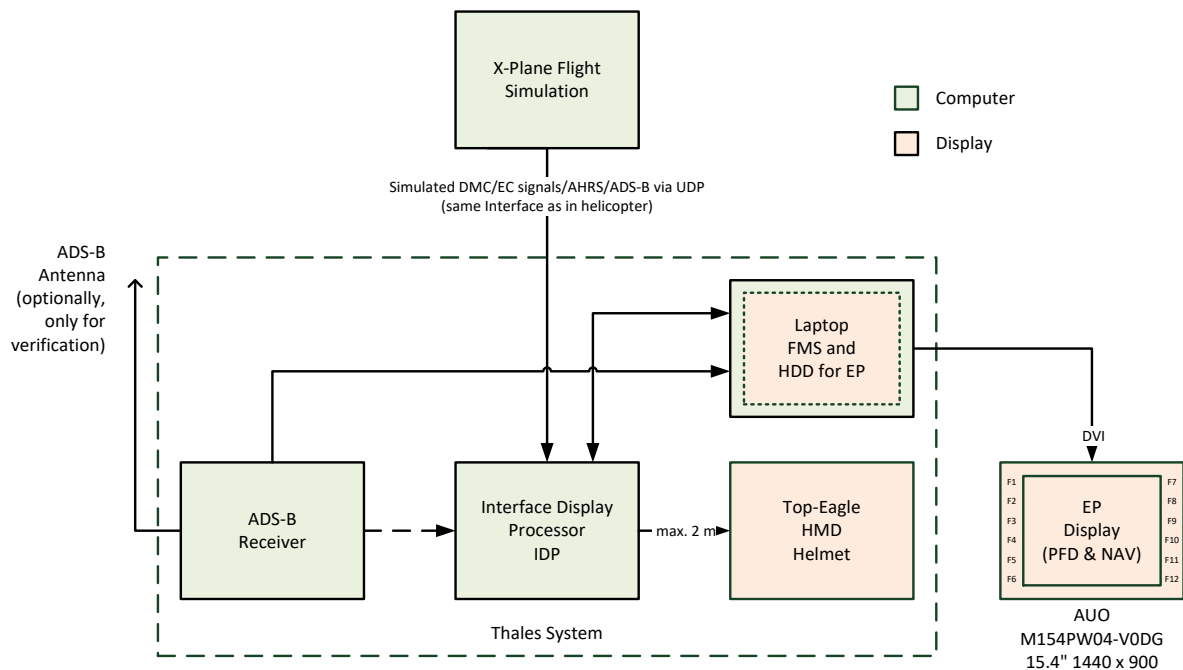 X-Plane Flight
Simulation
Computer
Display
Simulated DMC/EC signals/AHRS/ADS-B via UDP
(same Interface as in helicopter)
ADS-B
Antenna
(optionally,
only for
verification)
Laptop
FMS and
HDD for EP
DVI
ADS-B
Receiver
Interface Display
Processor
IDP
max. 2 m
Top-Eagle
HMD
Helmet
F1
F2
F3
F4
F5
F6
EP
Display
(PFD & NAV)
F7
F8
F9
F10
F11
F12
Thales System
AUO
M154PW04-V0DG
15.4" 1440 x 900